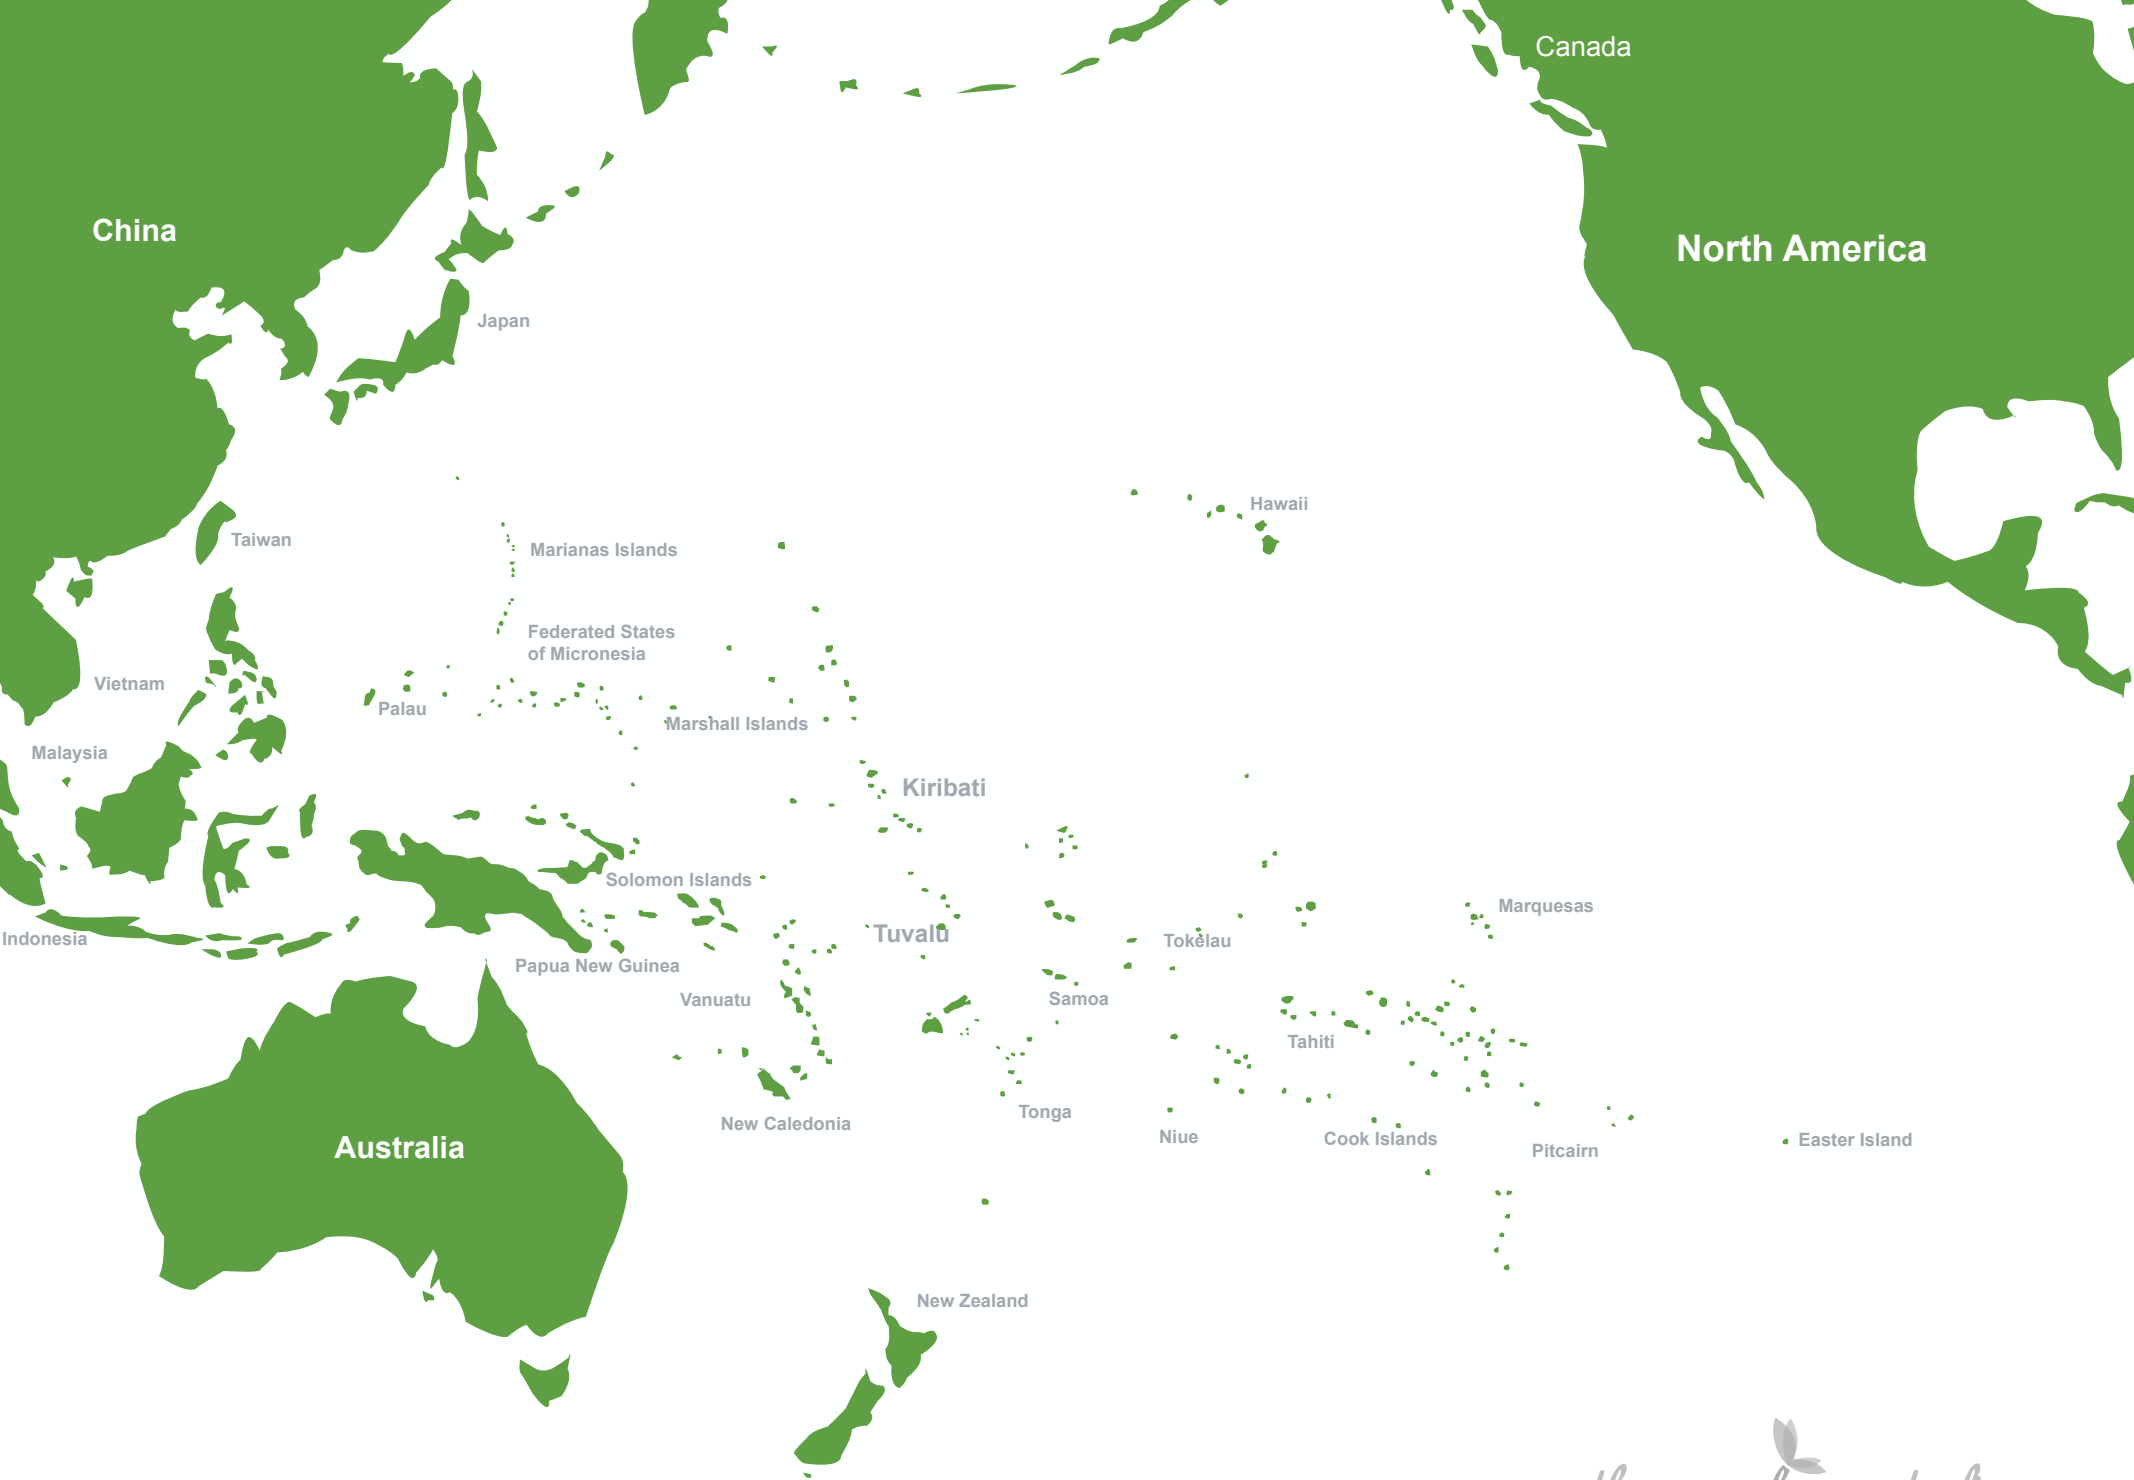 Canada
China
North America
Japan
Hawaii
Taiwan
Marianas Islands
Federated States
of Micronesia
Vietnam
Palau
Marshall Islands
Malaysia
Kiribati
Solomon Islands
Marquesas
Indonesia
Tuvalu
Tokelau
Papua New Guinea
Vanuatu
Samoa
Tahiti
New Caledonia
Tonga
Niue
Cook Islands
Easter Island
Australia
Pitcairn
New Zealand